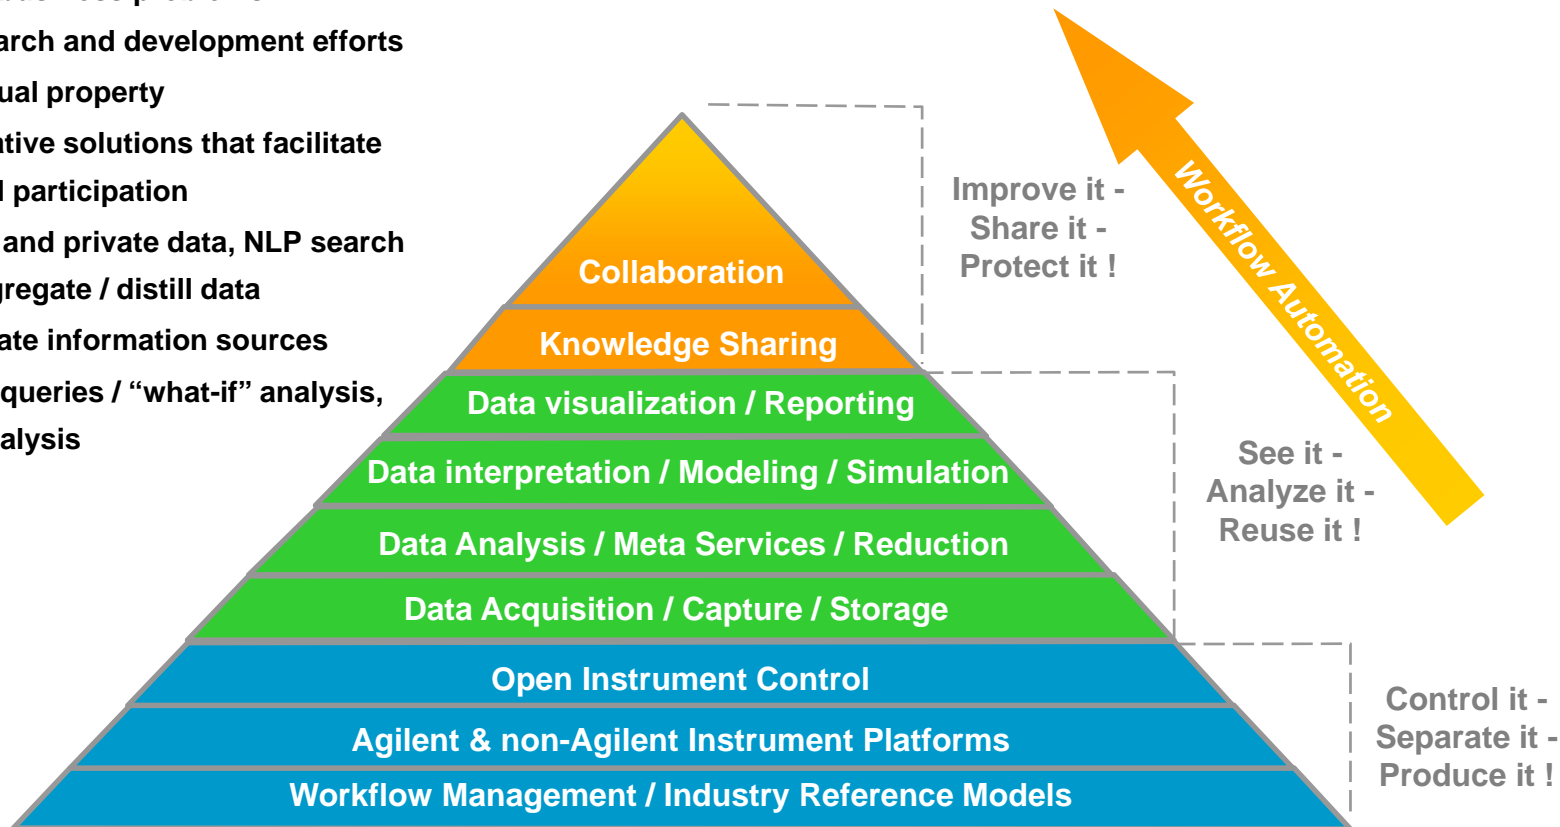 arch and development efforts
ual property
ative solutions that facilitate
participation
and private data, NLP search
gregate / distill data
ate information sources
queries / “what-if” analysis,
alysis
Collaboration
Knowledge Sharing
Data visualization / Reporting
Data interpretation / Modeling / Simulation
Data Analysis / Meta Services / Reduction
Data Acquisition / Capture / Storage
Open Instrument Control
Agilent & non-Agilent Instrument Platforms
Workflow Management / Industry Reference Models
Improve it -
Share it -
Protect it !
See it -
Analyze it -
Reuse it !
Control it -
Separate it -
Produce it !
Workflow Automation